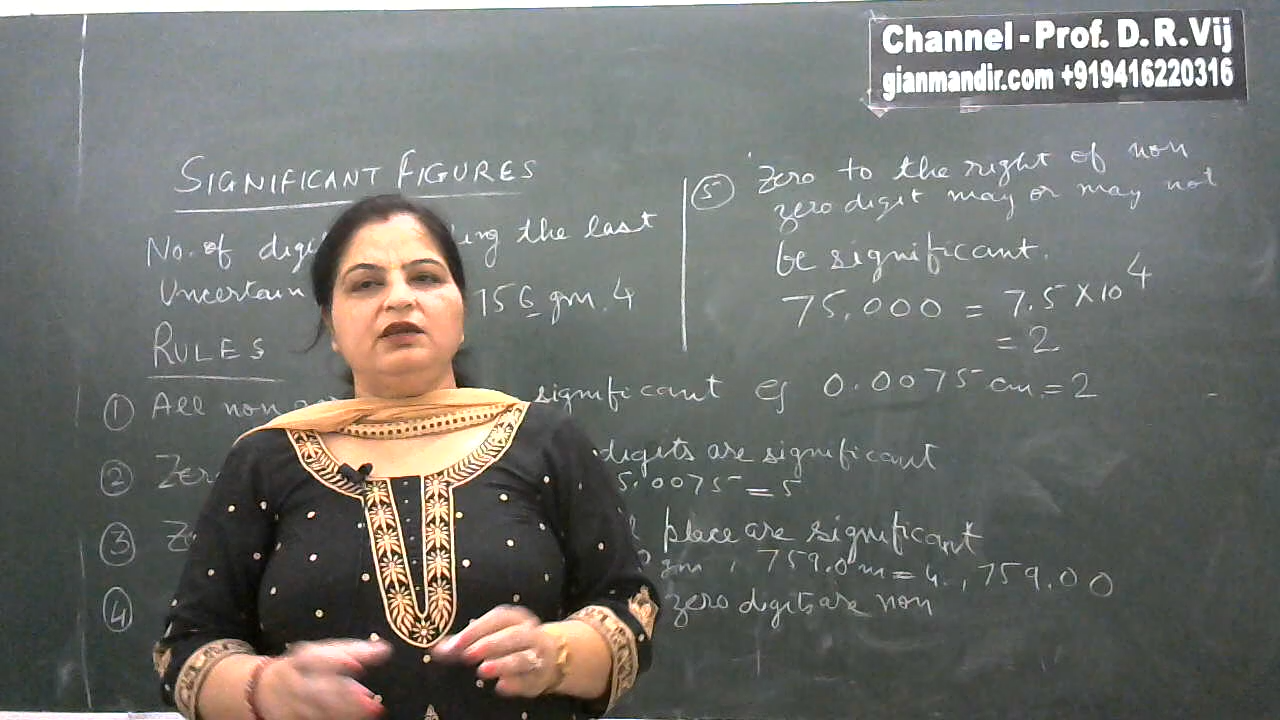 Channel - Prof. D. R. Vij
gianmandir.com +919416220316
SIGNIFICANT FIGURES
No. of digi ing the last
Uncertain 156 gm. 4
RULES
① All non significant eg 0.0075 cm. = 2
② Zer digits are significant
5.0075 = 5
③ Z l place are significant
gm, 759.0 m = 4, 759.00
④ zero digits are non
⑤ Zero to the right of non
zero digit may or may not
be significant.
75,000 = 7.5 × 10⁴
= 2